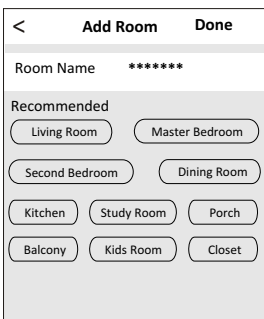 < Add Room Done
Room Name *******
Recommended
Living Room Master Bedroom
Second Bedroom Dining Room
Kitchen Study Room Porch
Balcony Kids Room Closet